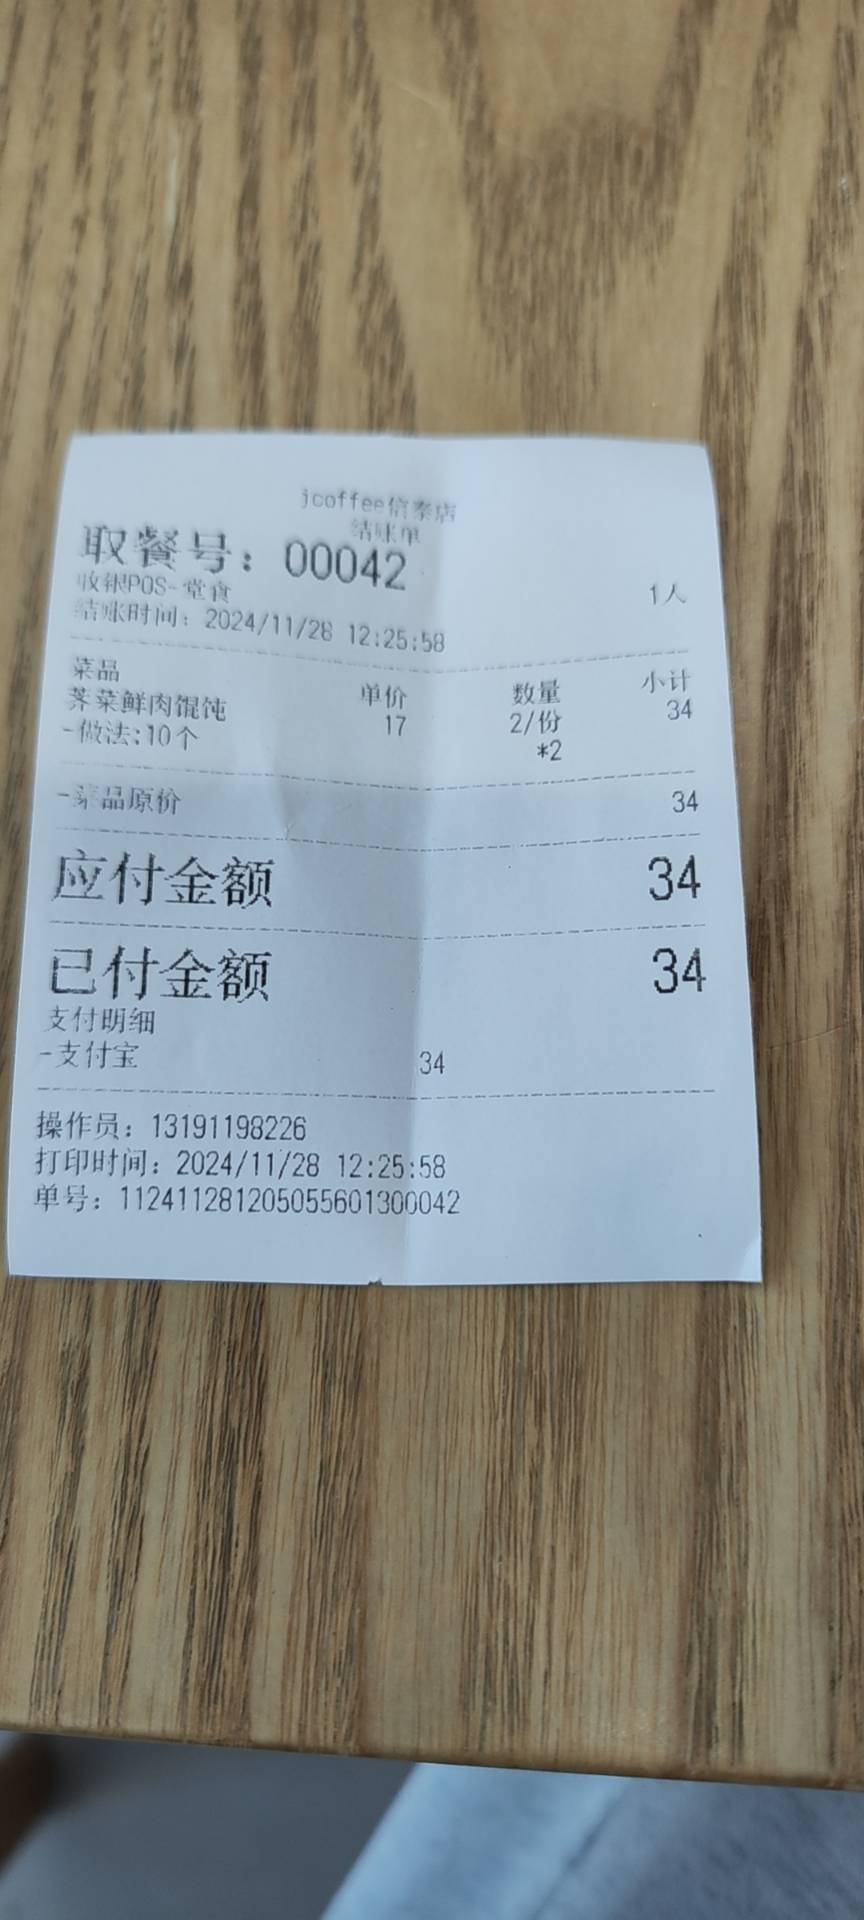 jcoffee信泰店
结账单
取餐号：00042
收银POS-堂食 1人
结账时间：2024/11/28 12:25:58
菜品 单价 数量 小计
荠菜鲜肉馄饨 17 2/份 34
-做法:10个 *2
-菜品原价 34
应付金额 34
已付金额 34
支付明细
-支付宝 34
操作员：13191198226
打印时间：2024/11/28 12:25:58
单号：112411281205055601300042